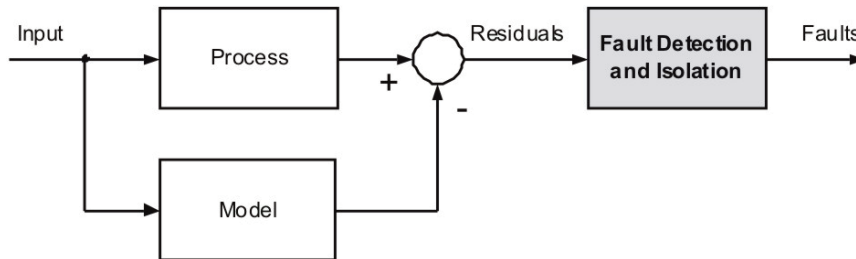 Input
Process
+
-
Residuals
Fault Detection
and Isolation
Faults
Model